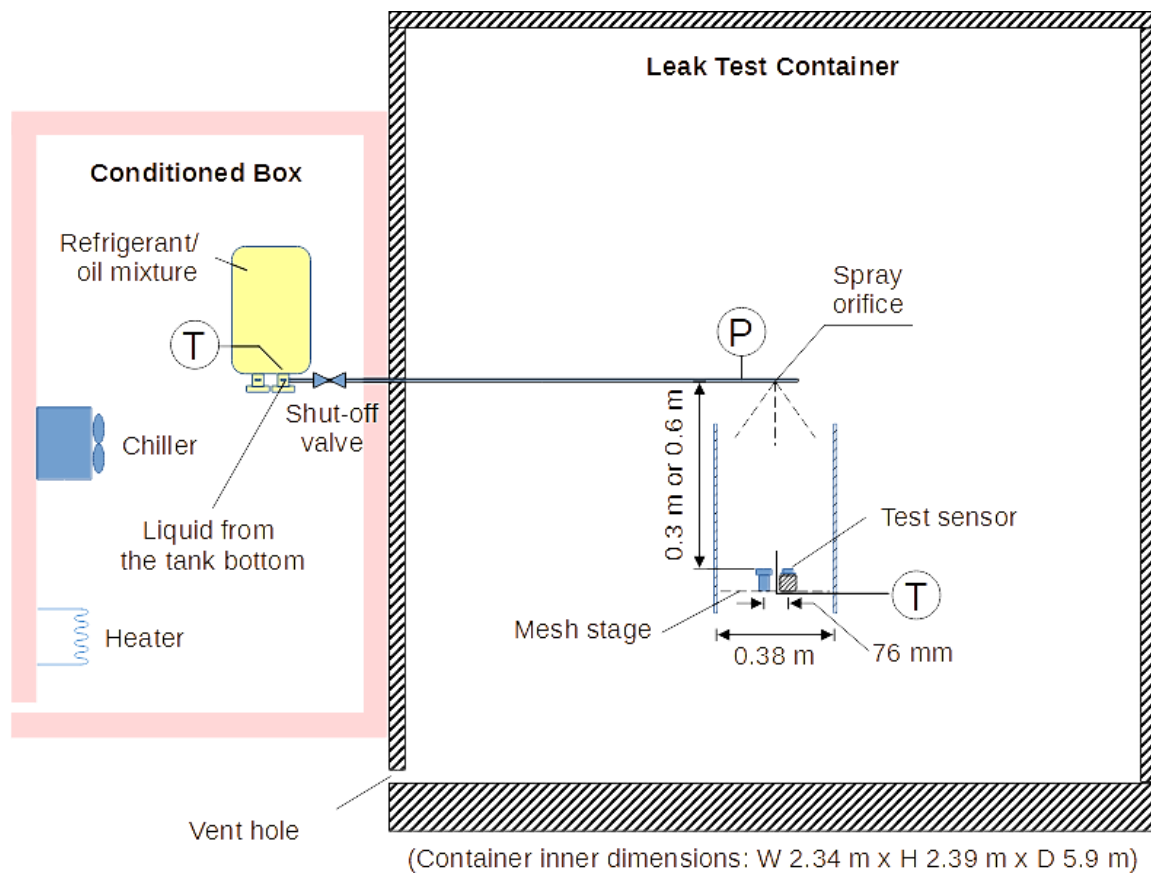 Leak Test Container
Conditioned Box
Refrigerant/
oil mixture
T
Shut-off
valve
Chiller
Liquid from
the tank bottom
Heater
Vent hole
P
Spray
orifice
0.3 m or 0.6 m
Test sensor
T
Mesh stage
0.38 m
76 mm
(Container inner dimensions: W 2.34 m x H 2.39 m x D 5.9 m)